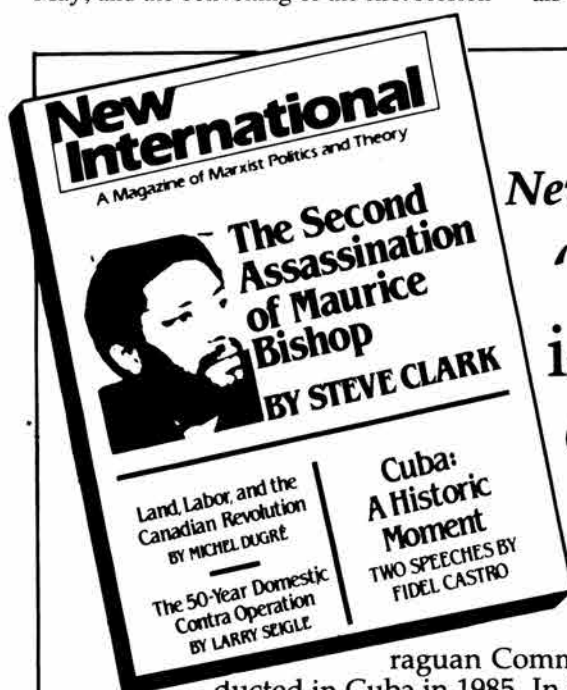 New
International
A Magazine of Marxist Politics and Theory
The Second
Assassination
of Maurice
Bishop
BY STEVE CLARK
Land, Labor, and the
Canadian Revolution
BY MICHEL DUGRÉ
The 50-Year Domestic
Contra Operation
BY LARRY SEIGLE
Cuba:
A Historic
Moment
TWO SPEECHES BY
FIDEL CASTRO
raguan Comm
ducted in Cuba in 1985. In